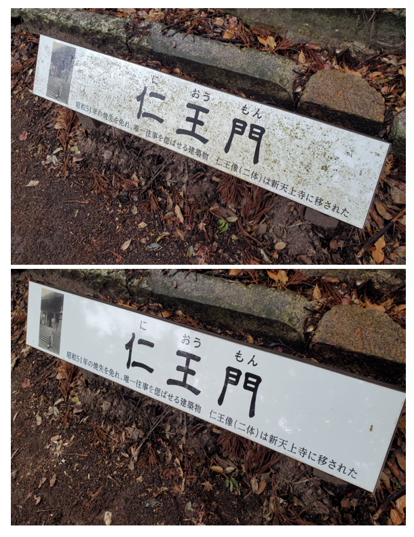 に おう もん
仁王門
昭和51年の焼失を免れ、唯一往事を偲ばせる建築物 仁王像(二体)は新天上寺に移された
に おう もん
仁王門
昭和51年の焼失を免れ、唯一往事を偲ばせる建築物 仁王像(二体)は新天上寺に移された